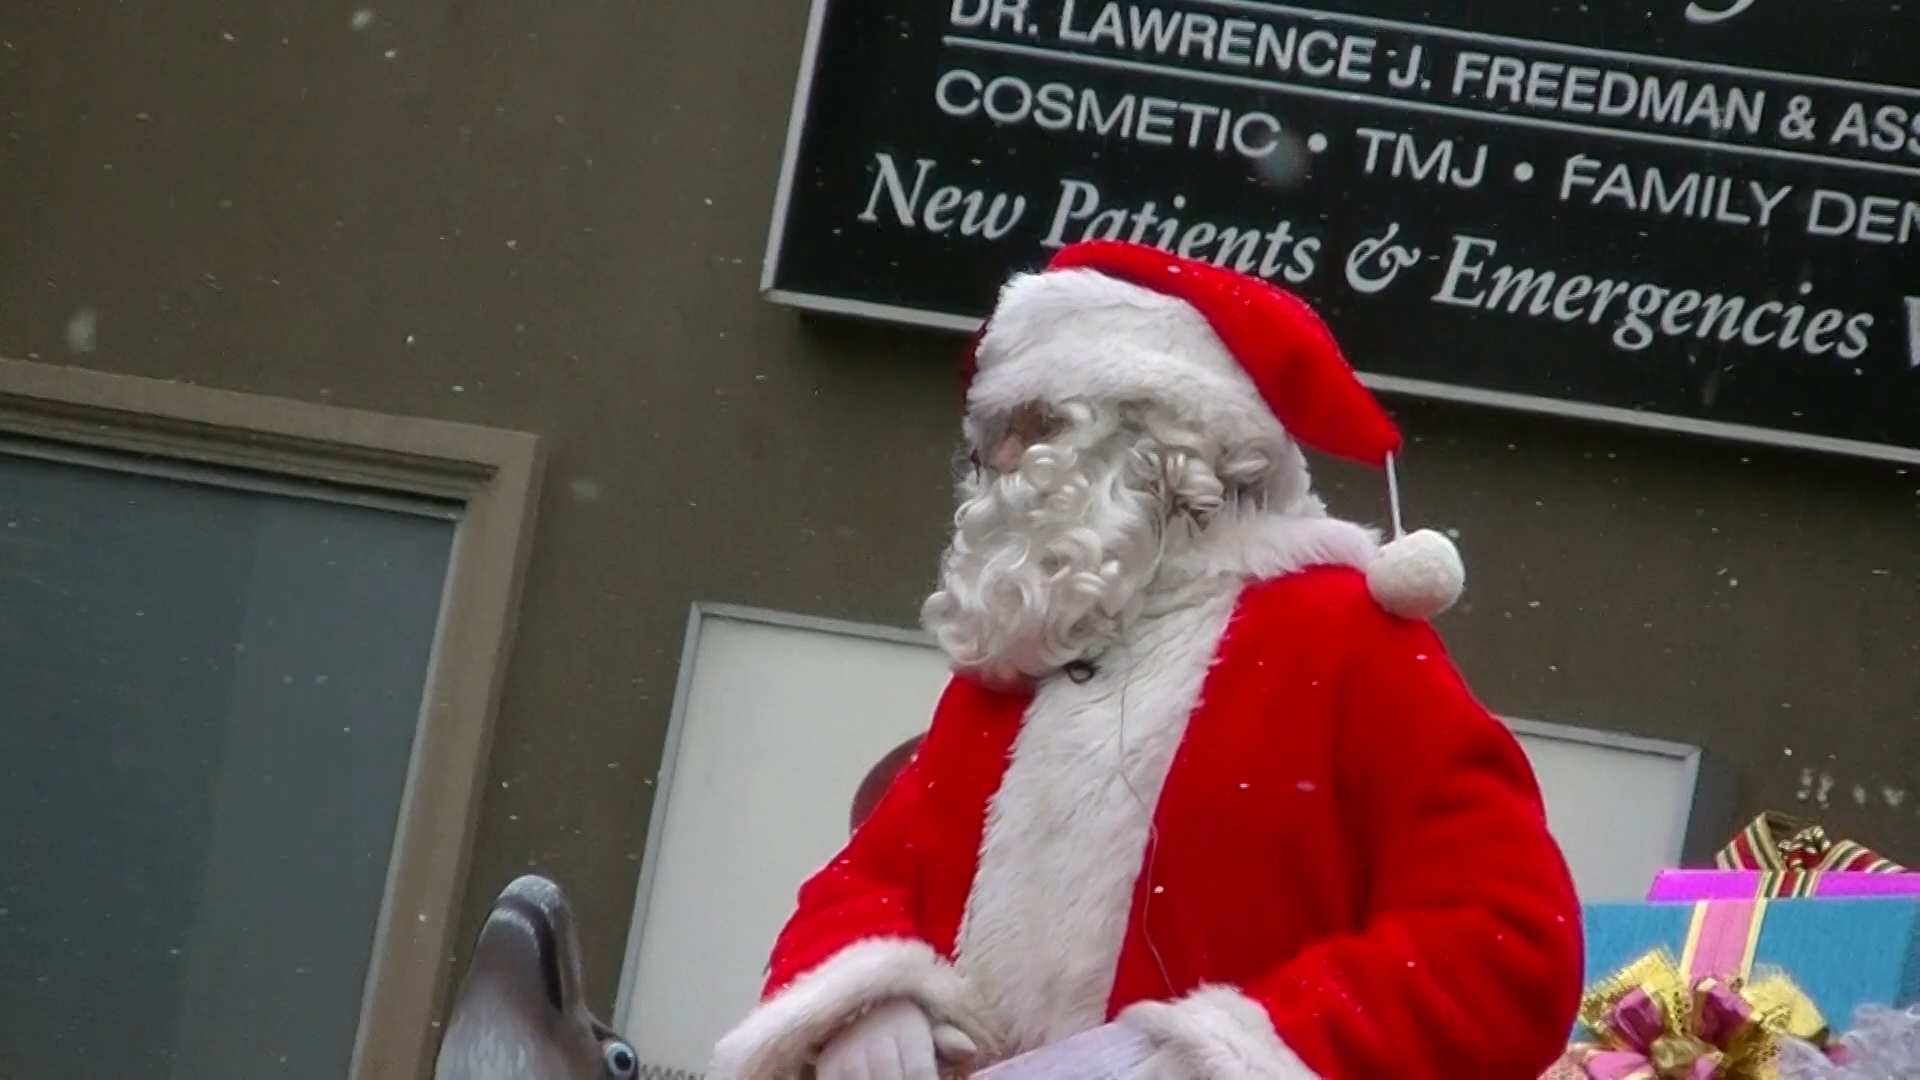 DR. LAWRENCE J. FREEDMAN & ASS
COSMETIC • TMJ • FAMILY DEN
New Patients & Emergencies